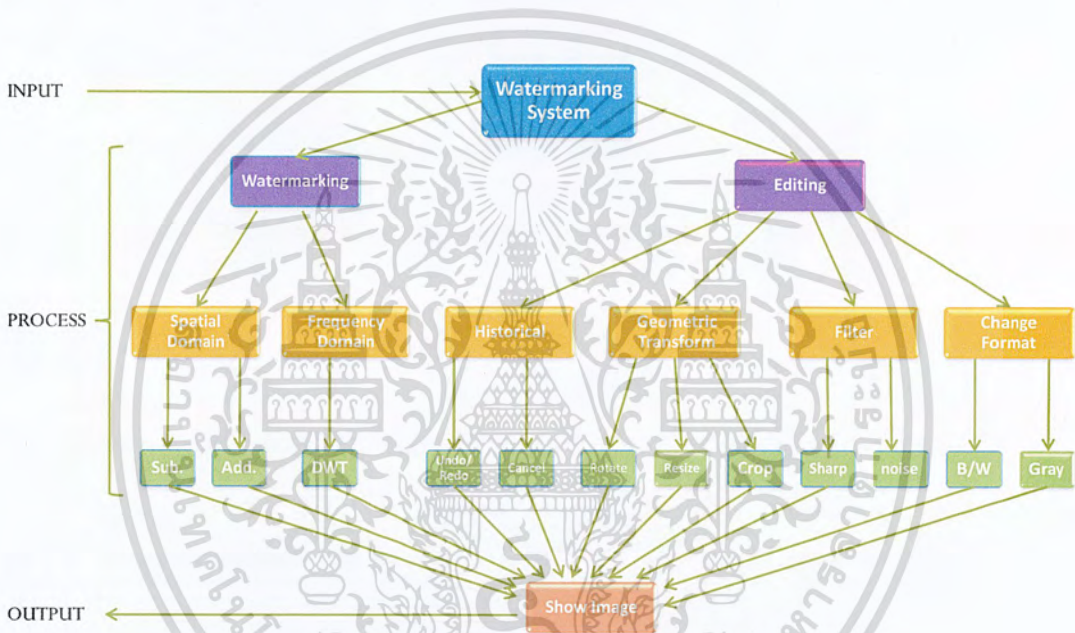 INPUT
Watermarking
System
Watermarking
Editing
PROCESS
Spatial
Domain
Frequency
Domain
Historical
Geometric
Transform
Filter
Change
Format
Sub.
Add.
DWT
Undo/
Redo
Cancel
Rotate
Resize
Crop
Sharp
noise
B/W
Gray
OUTPUT
Show Image